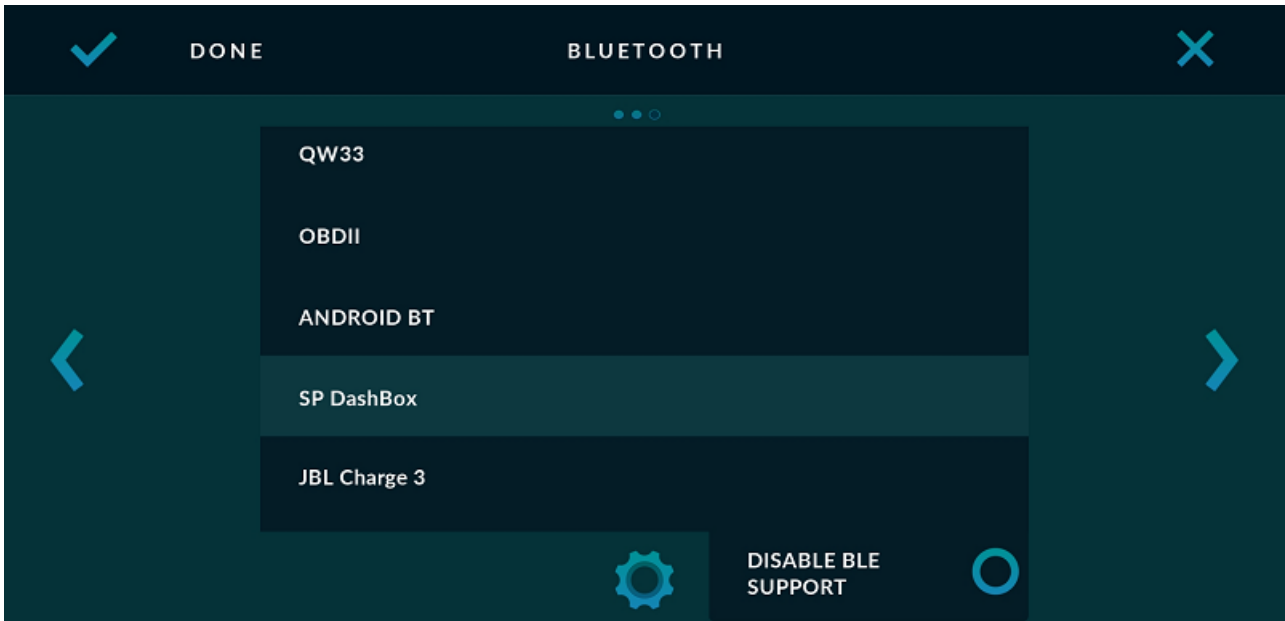 DONE
BLUETOOTH
QW33
OBDII
ANDROID BT
SP DashBox
JBL Charge 3
DISABLE BLE
SUPPORT